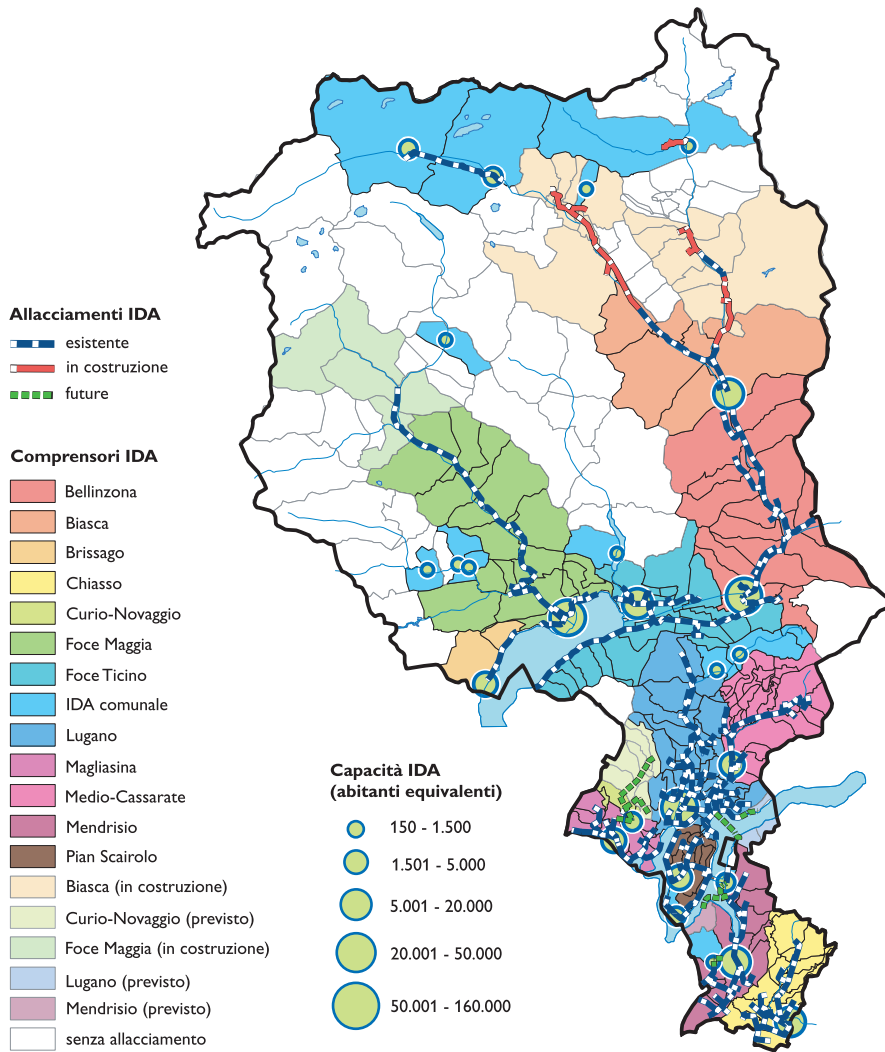 Allacciamenti IDA
esistente
in costruzione
future
Comprensori IDA
Bellinzona
Biasca
Brissago
Chiasso
Curio-Novaggio
Foce Maggia
Foce Ticino
IDA comunale
Lugano
Magliasina
Medio-Cassarate
Mendrisio
Pian Scairolo
Biasca (in costruzione)
Curio-Novaggio (previsto)
Foce Maggia (in costruzione)
Lugano (previsto)
Mendrisio (previsto)
senza allacciamento
Capacità IDA
(abitanti equivalenti)
150 - 1.500
1.501 - 5.000
5.001 - 20.000
20.001 - 50.000
50.001 - 160.000